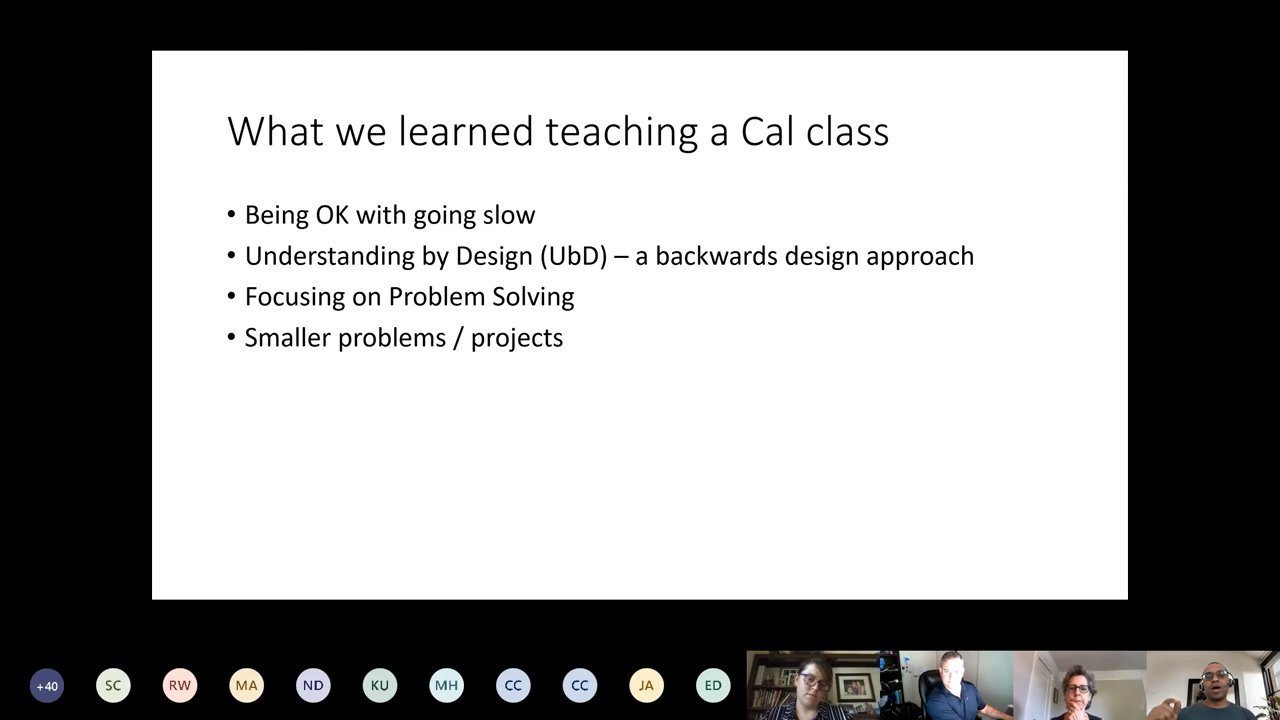 What we learned teaching a Cal class
• Being OK with going slow
• Understanding by Design (UbD) – a backwards design approach
• Focusing on Problem Solving
• Smaller problems / projects
+40 SC RW MA ND KU MH CC CC JA ED